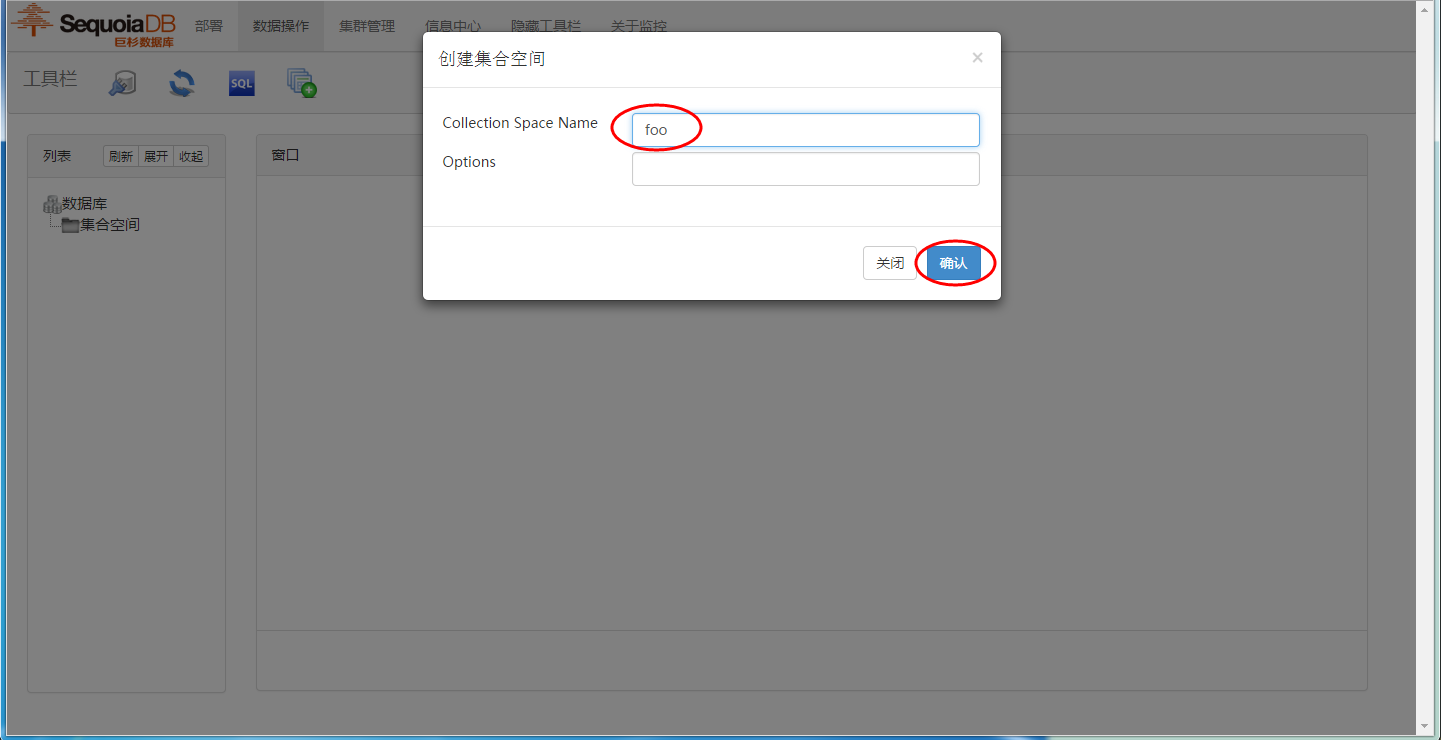 SequoiaDB
巨杉数据库
部署 数据操作 集群管理 信息中心 隐藏工具栏 关于监控
工具栏 SQL
创建集合空间 ×
Collection Space Name foo
Options
关闭 确认
列表 刷新 展开 收起
数据库
集合空间
窗口